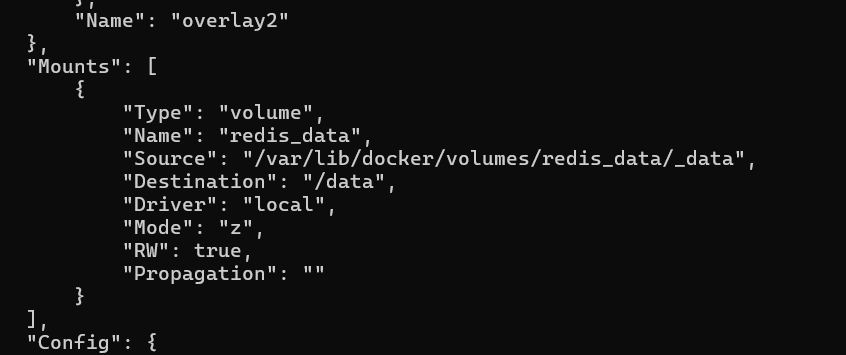 },
"Name": "overlay2"
},
"Mounts": [
{
"Type": "volume",
"Name": "redis_data",
"Source": "/var/lib/docker/volumes/redis_data/_data",
"Destination": "/data",
"Driver": "local",
"Mode": "z",
"RW": true,
"Propagation": ""
}
],
"Config": {